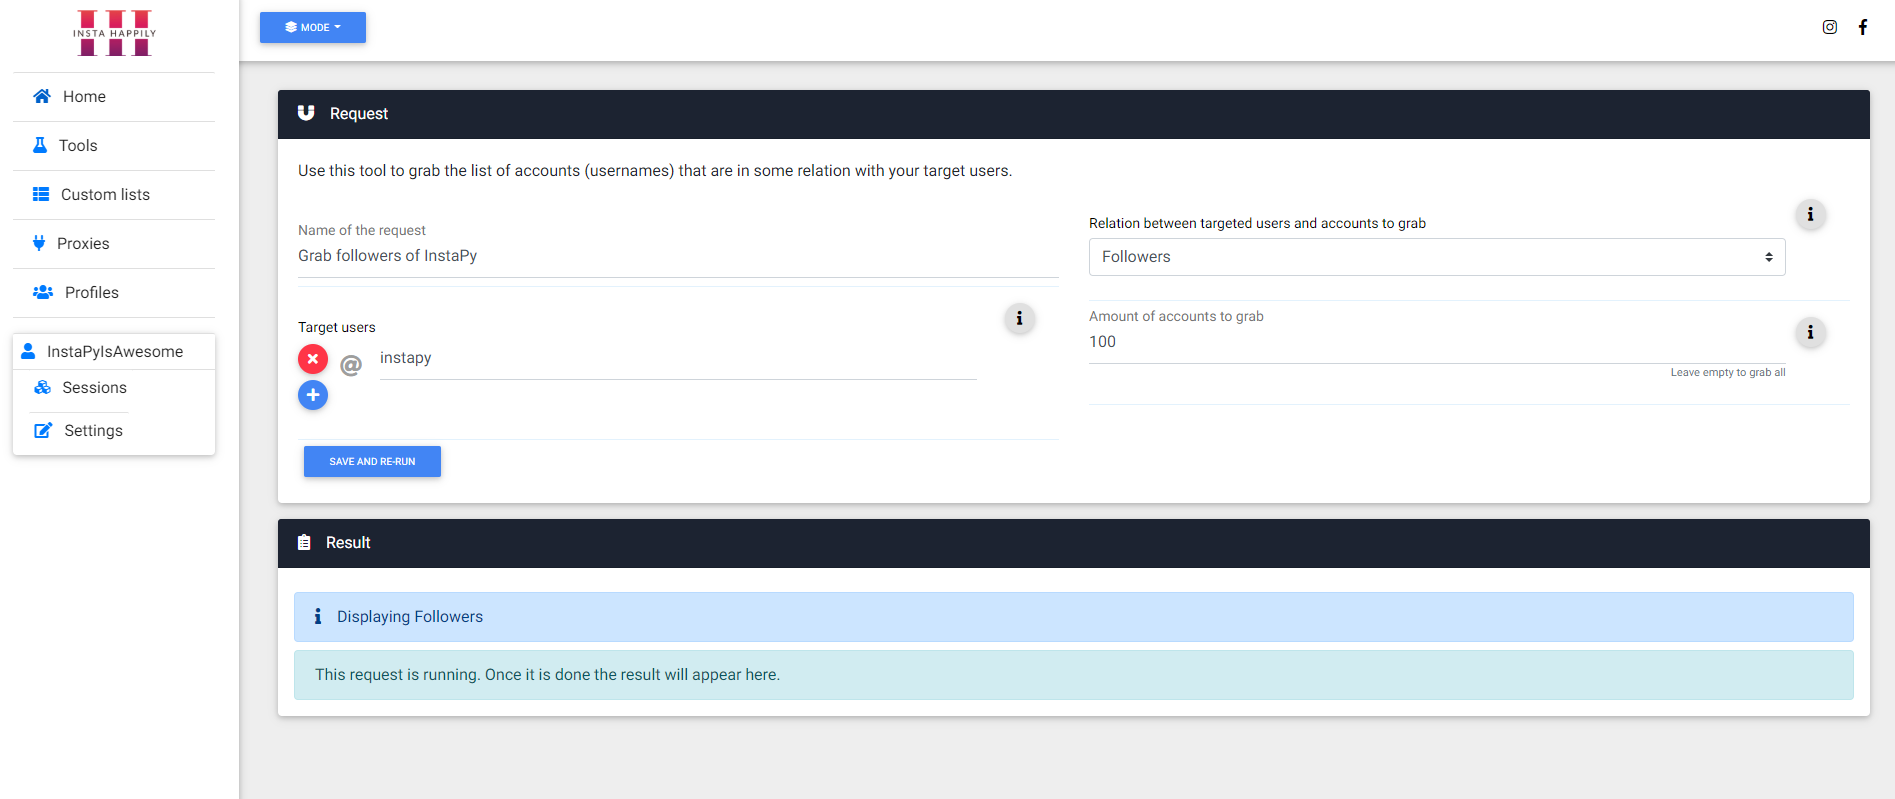 INSTA HAPPILY
MODE
Home
Tools
Custom lists
Proxies
Profiles
InstaPyIsAwesome
Sessions
Settings
Request
Use this tool to grab the list of accounts (usernames) that are in some relation with your target users.
Name of the request
Grab followers of InstaPy
Relation between targeted users and accounts to grab
Followers
Target users
@ instapy
Amount of accounts to grab
100
Leave empty to grab all
SAVE AND RE-RUN
Result
Displaying Followers
This request is running. Once it is done the result will appear here.